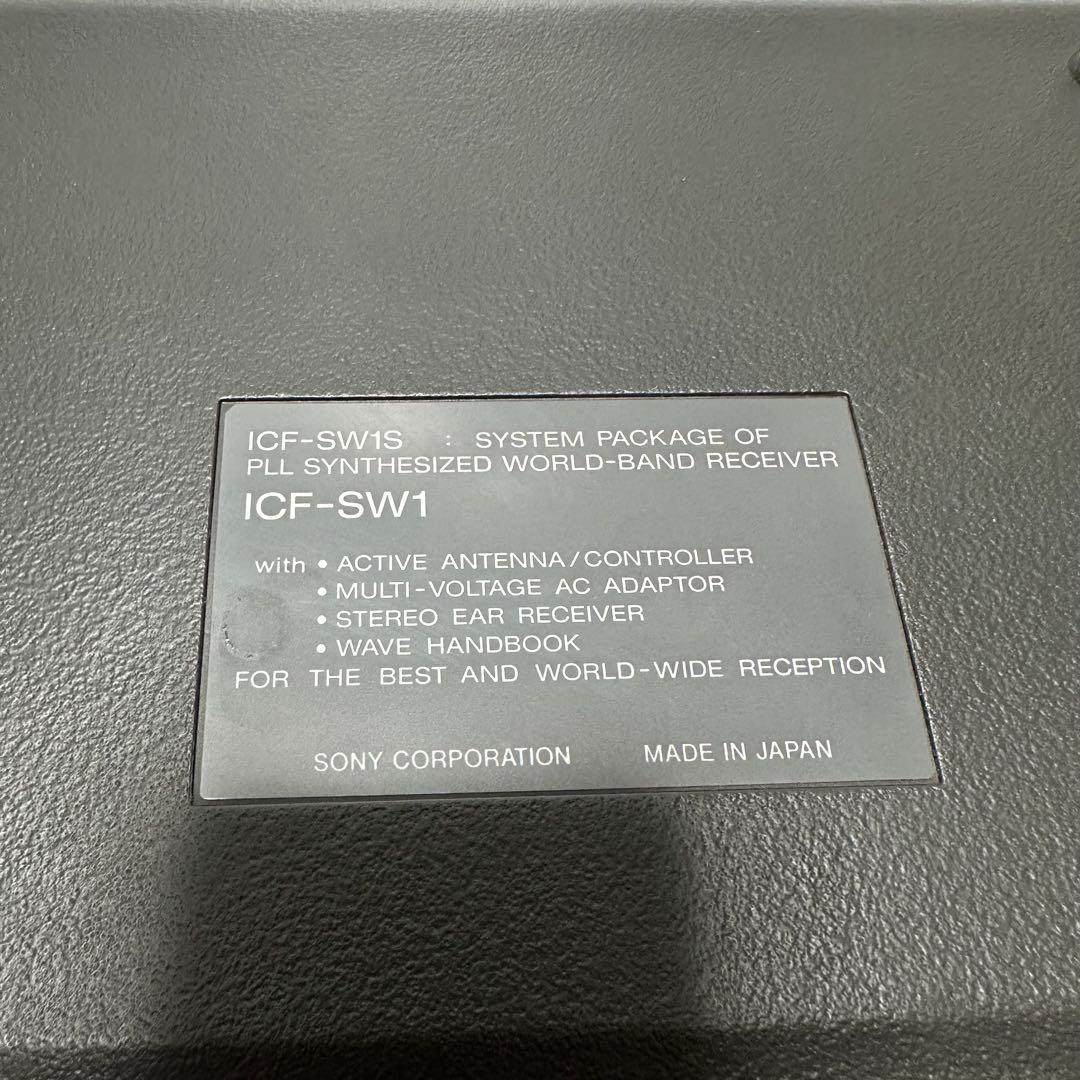 ICF-SW1S : SYSTEM PACKAGE OF
PLL SYNTHESIZED WORLD-BAND RECEIVER
ICF-SW1
with • ACTIVE ANTENNA/CONTROLLER
• MULTI-VOLTAGE AC ADAPTOR
• STEREO EAR RECEIVER
• WAVE HANDBOOK
FOR THE BEST AND WORLD-WIDE RECEPTION
SONY CORPORATION MADE IN JAPAN